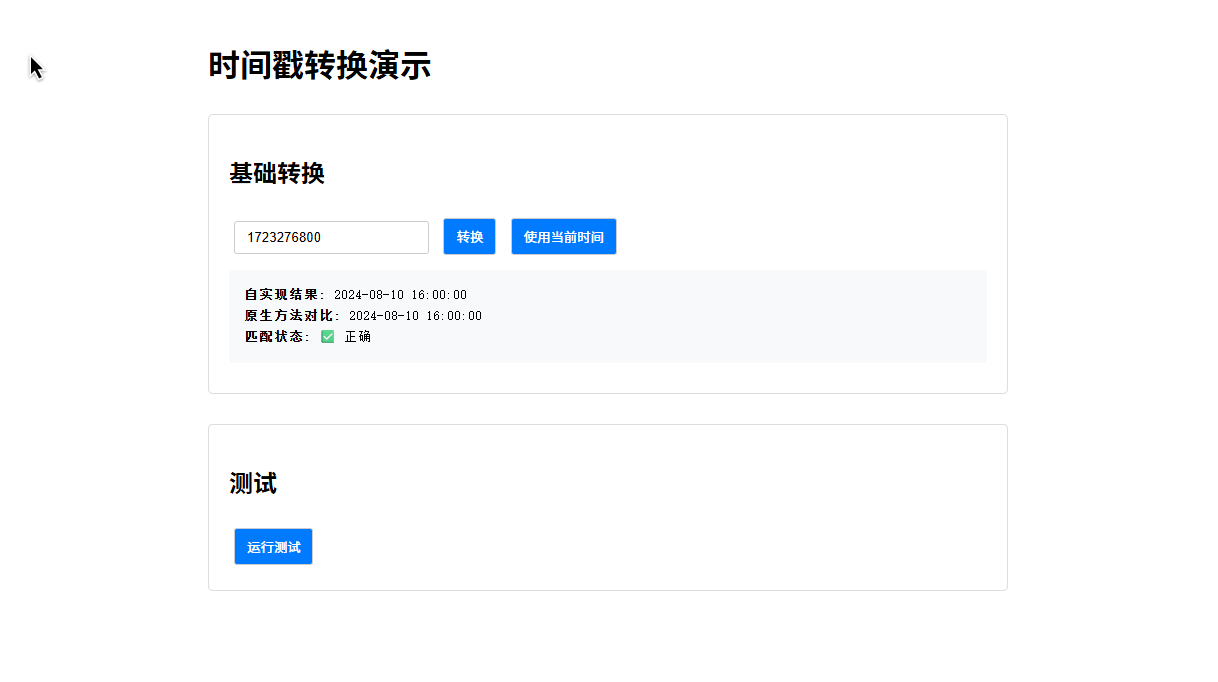 时间戳转换演示
基础转换
1723276800 转换 使用当前时间
自实现结果: 2024-08-10 16:00:00
原生方法对比: 2024-08-10 16:00:00
匹配状态: ✅ 正确
测试
运行测试